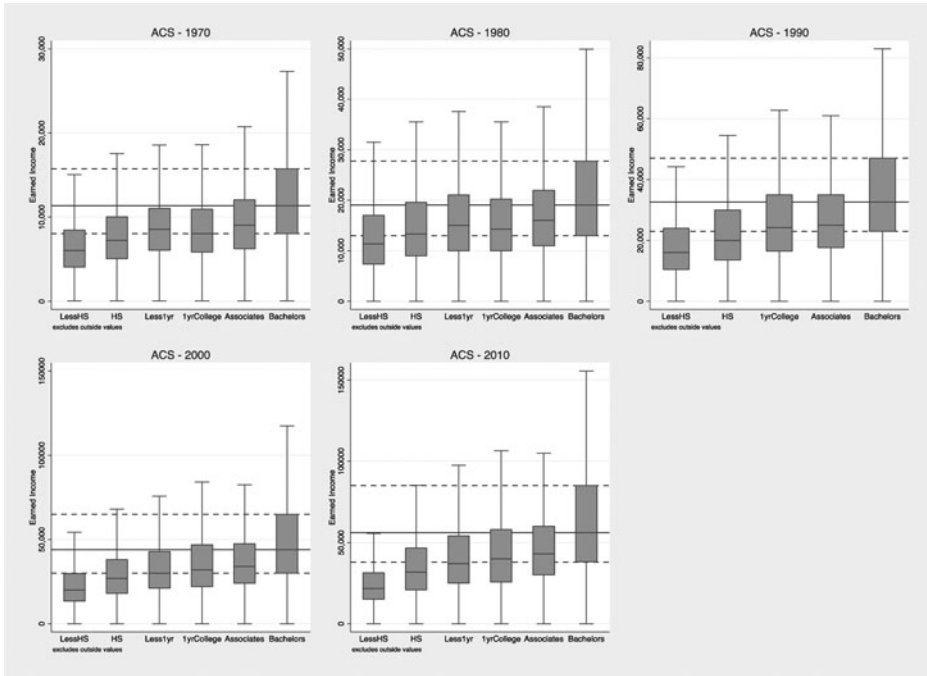 ACS - 1970
30,000
20,000
10,000
0
Earned Income
LessHS HS Less1yr 1yrCollege Associates Bachelors
excludes outside values
ACS - 1980
50,000
40,000
30,000
20,000
10,000
0
Earned Income
LessHS HS Less1yr 1yrCollege Associates Bachelors
excludes outside values
ACS - 1990
80,000
60,000
40,000
20,000
0
Earned Income
LessHS HS 1yrCollege Associates Bachelors
excludes outside values
ACS - 2000
150000
100000
50,000
0
Earned Income
LessHS HS Less1yr 1yrCollege Associates Bachelors
excludes outside values
ACS - 2010
150000
100000
50,000
0
Earned Income
LessHS HS Less1yr 1yrCollege Associates Bachelors
excludes outside values